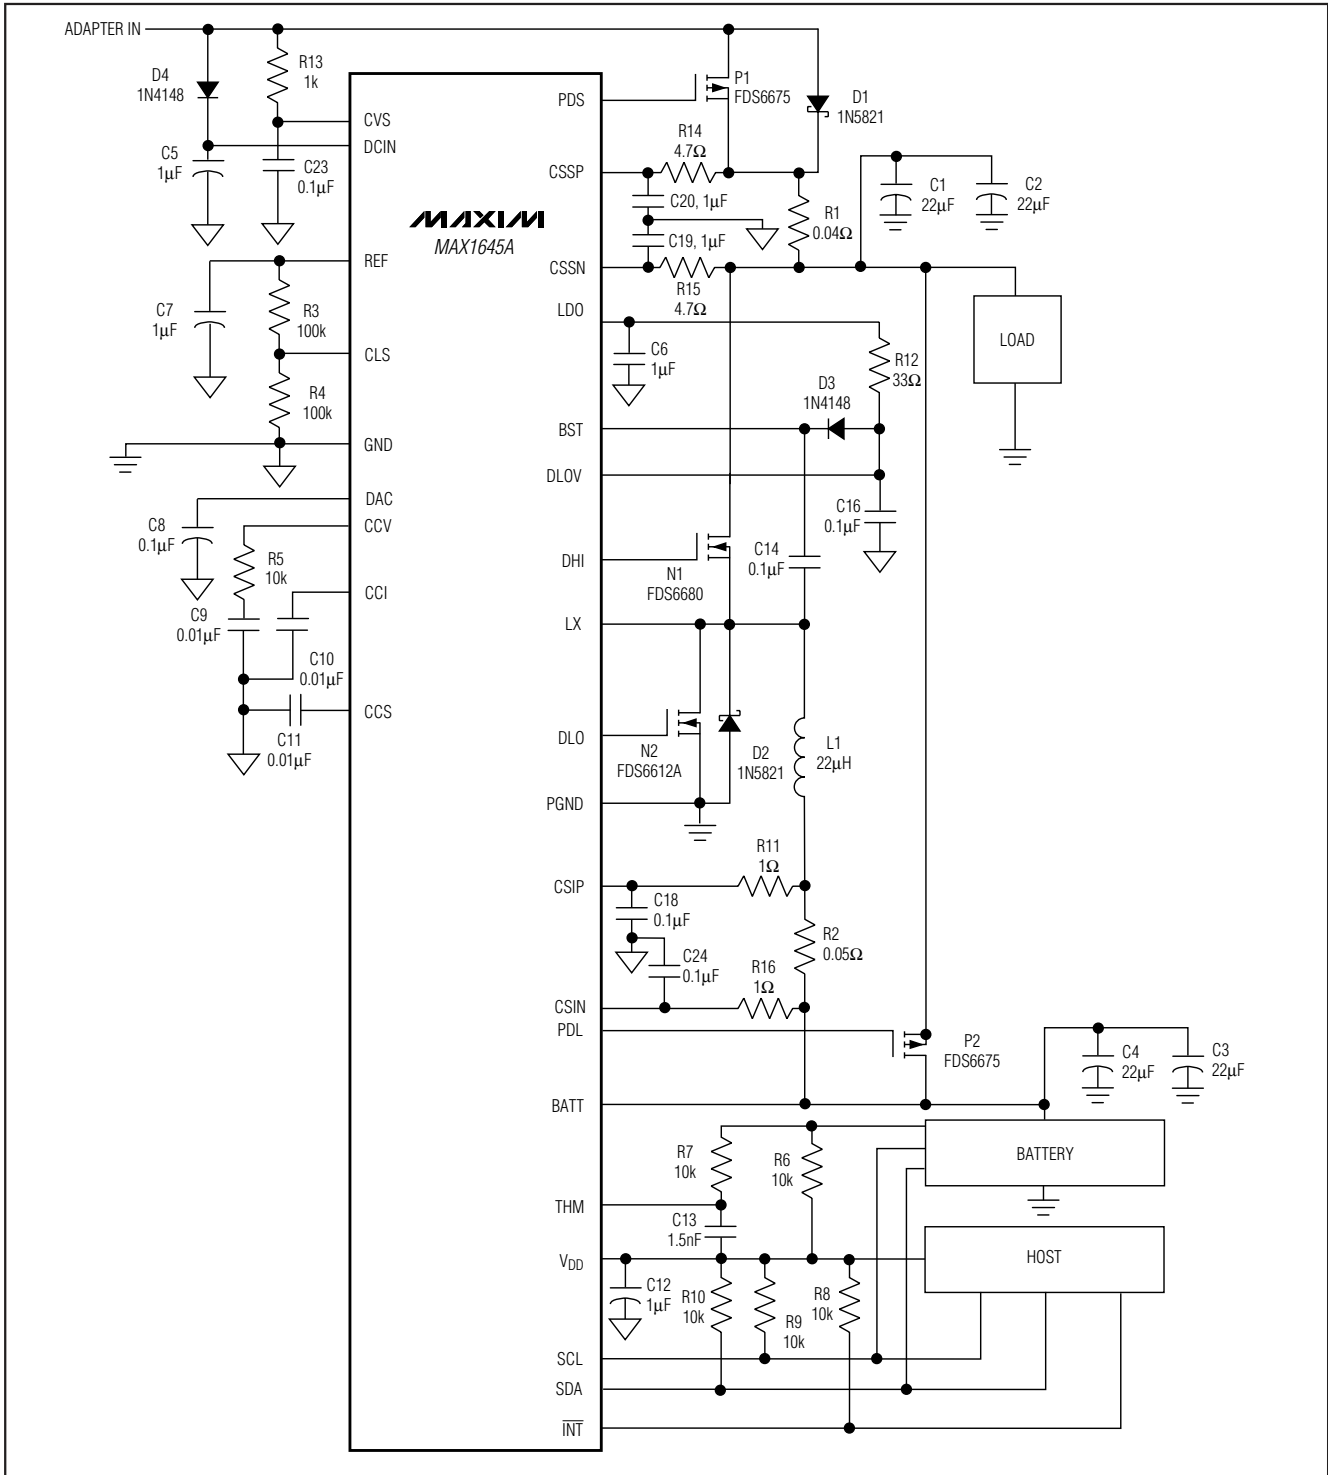 ADAPTER IN
D4
1N4148
R13
1k
C5
1µF
C23
0.1µF
CVS
DCIN
MAXIM
MAX1645A
PDS
P1
FDS6675
D1
1N5821
R14
4.7Ω
CSSP
C20, 1µF
C19, 1µF
R1
0.04Ω
C1
22µF
C2
22µF
CSSN
R15
4.7Ω
REF
C7
1µF
R3
100k
CLS
R4
100k
GND
LDO
C6
1µF
R12
33Ω
LOAD
D3
1N4148
BST
DLOV
C16
0.1µF
DAC
C8
0.1µF
CCV
R5
10k
CCI
C9
0.01µF
C10
0.01µF
CCS
C11
0.01µF
DHI
N1
FDS6680
C14
0.1µF
LX
DLO
N2
FDS6612A
D2
1N5821
L1
22µH
PGND
R11
1Ω
CSIP
C18
0.1µF
R2
0.05Ω
C24
0.1µF
R16
1Ω
CSIN
PDL
P2
FDS6675
C4
22µF
C3
22µF
BATT
R7
10k
R6
10k
BATTERY
THM
C13
1.5nF
VDD
HOST
C12
1µF
R10
10k
R9
10k
R8
10k
SCL
SDA
INT